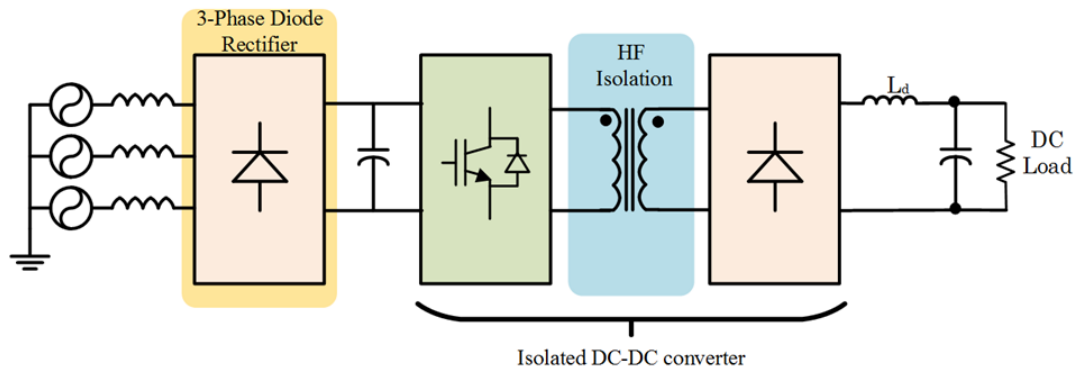 3-Phase Diode
Rectifier
HF
Isolation
Ld
DC
Load
Isolated DC-DC converter